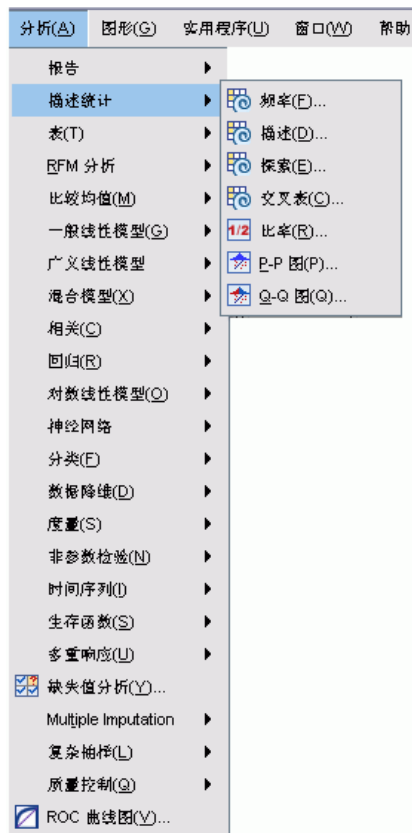 分析(A) 图形(G) 实用程序(U) 窗口(W) 帮助
报告
描述统计
表(T)
RFM 分析
比较均值(M)
一般线性模型(G)
广义线性模型
混合模型(X)
相关(C)
回归(R)
对数线性模型(O)
神经网络
分类(F)
数据降维(D)
度量(S)
非参数检验(N)
时间序列(I)
生存函数(S)
多重响应(U)
缺失值分析(Y)...
Multiple Imputation
复杂抽样(L)
质量控制(Q)
ROC 曲线图(V)...
频率(F)...
描述(D)...
探索(E)...
交叉表(C)...
1/2 比率(R)...
P-P 图(P)...
Q-Q 图(Q)...